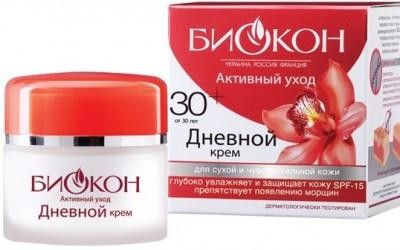 БИОКОН
Активный уход
Дневной крем
БИОКОН
УКРАИНА РОССИЯ ФРАНЦИЯ
Активный уход
30+
от 30 лет
Дневной
крем
для сухой и чувствительной кожи
глубоко увлажняет и защищает кожу SPF-15
препятствует появлению морщин
ДЕРМАТОЛОГИЧЕСКИ ТЕСТИРОВАНО